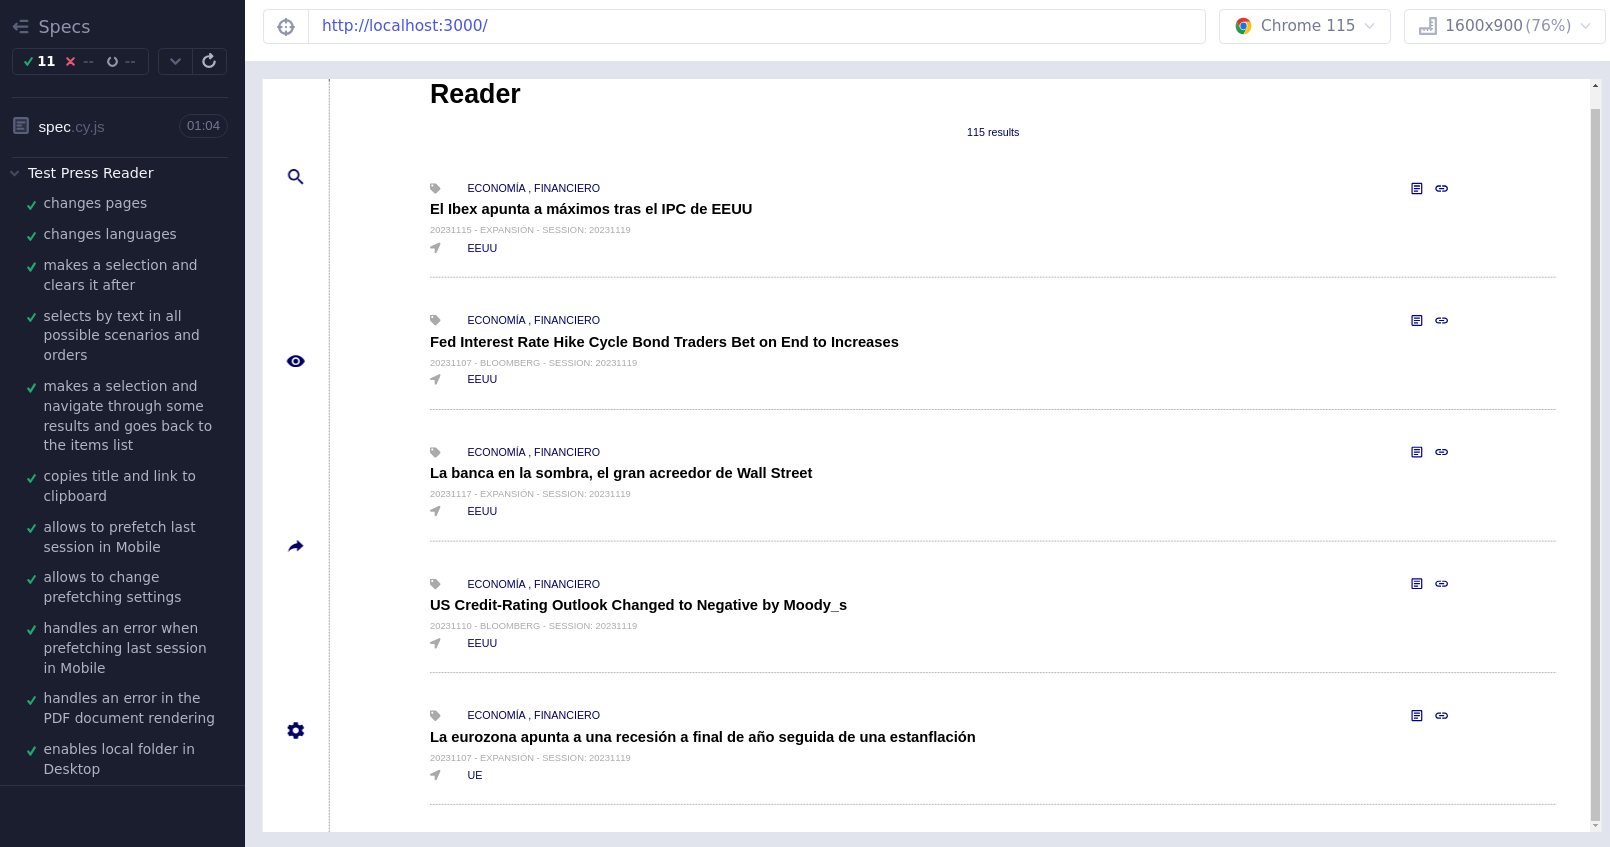 Specs
11 -- --
spec.cy.js 01:04
Test Press Reader
changes pages
changes languages
makes a selection and
clears it after
selects by text in all
possible scenarios and
orders
makes a selection and
navigate through some
results and goes back to
the items list
copies title and link to
clipboard
allows to prefetch last
session in Mobile
allows to change
prefetching settings
handles an error when
prefetching last session
in Mobile
handles an error in the
PDF document rendering
enables local folder in
Desktop
http://localhost:3000/
Chrome 115
1600x900 (76%)
Reader
115 results
ECONOMÍA , FINANCIERO
El Ibex apunta a máximos tras el IPC de EEUU
20231115 - EXPANSIÓN - SESSION: 20231119
EEUU
ECONOMÍA , FINANCIERO
Fed Interest Rate Hike Cycle Bond Traders Bet on End to Increases
20231107 - BLOOMBERG - SESSION: 20231119
EEUU
ECONOMÍA , FINANCIERO
La banca en la sombra, el gran acreedor de Wall Street
20231117 - EXPANSIÓN - SESSION: 20231119
EEUU
ECONOMÍA , FINANCIERO
US Credit-Rating Outlook Changed to Negative by Moody_s
20231110 - BLOOMBERG - SESSION: 20231119
EEUU
ECONOMÍA , FINANCIERO
La eurozona apunta a una recesión a final de año seguida de una estanflación
20231107 - EXPANSIÓN - SESSION: 20231119
UE